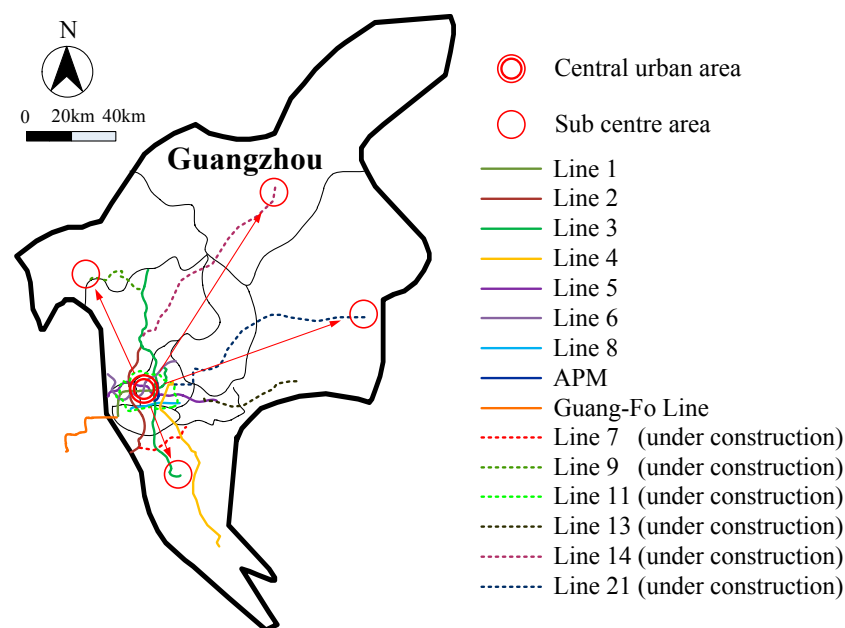 N
0 20km 40km
Guangzhou
Central urban area
Sub centre area
Line 1
Line 2
Line 3
Line 4
Line 5
Line 6
Line 8
APM
Guang-Fo Line
Line 7 (under construction)
Line 9 (under construction)
Line 11 (under construction)
Line 13 (under construction)
Line 14 (under construction)
Line 21 (under construction)